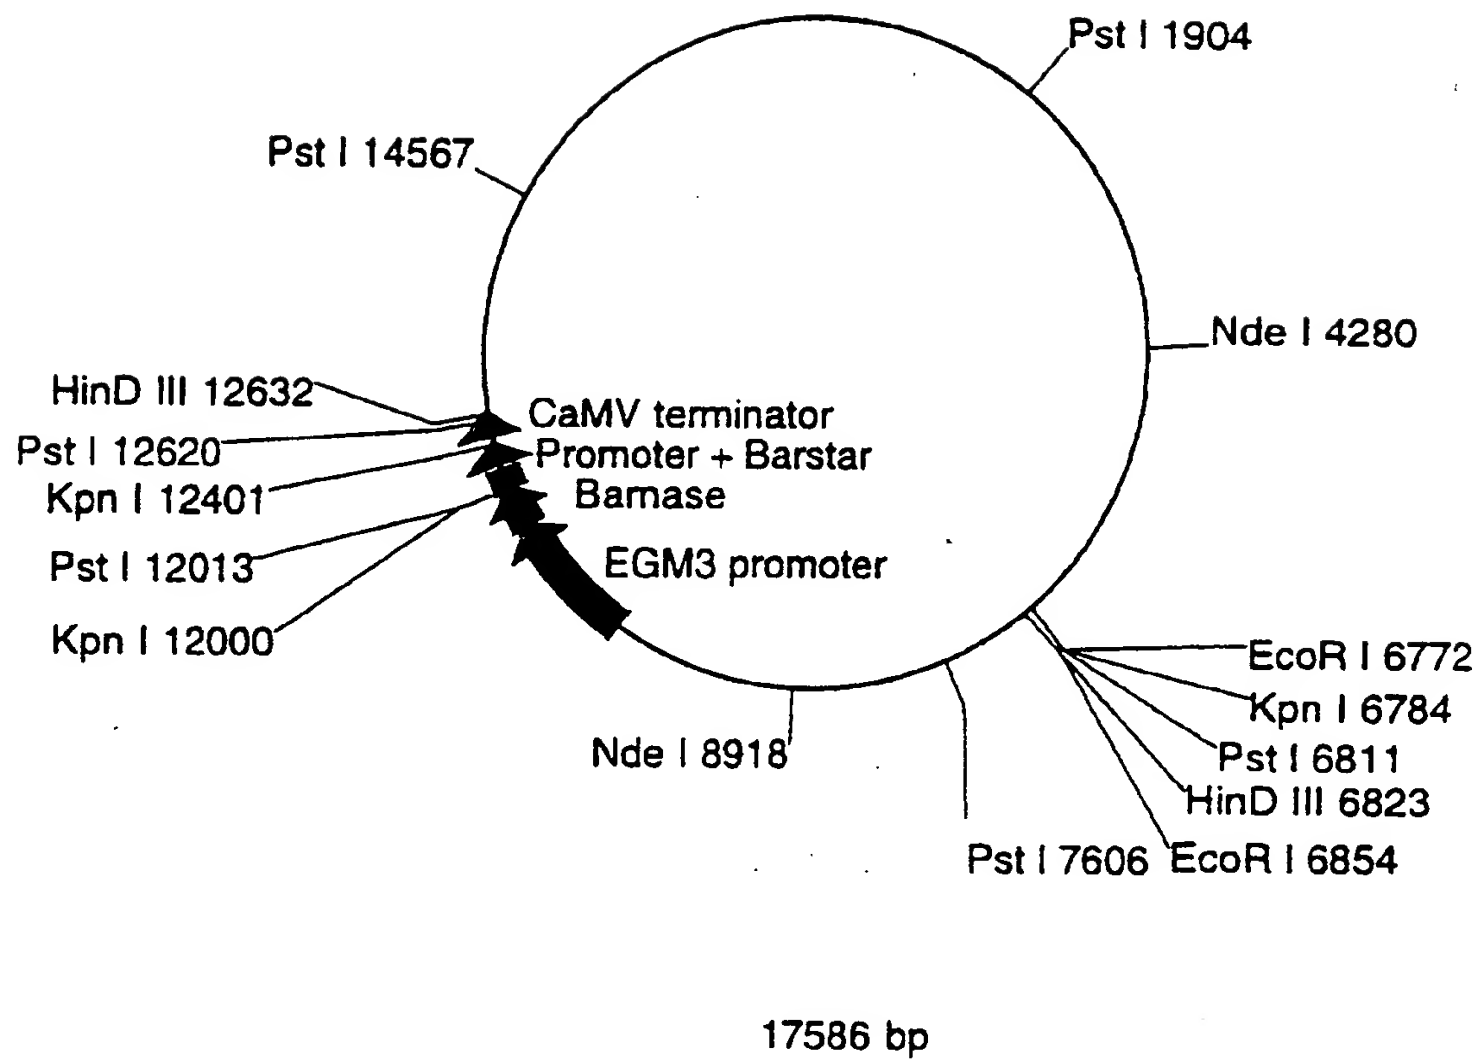 Pst I 1904
Pst I 14567
Nde I 4280
HinD III 12632
CaMV terminator
Pst I 12620
Promoter + Barstar
Kpn I 12401
Barnase
Pst I 12013
EGM3 promoter
Kpn I 12000
EcoR I 6772
Kpn I 6784
Nde I 8918
Pst I 6811
HinD III 6823
Pst I 7606
EcoR I 6854
17586 bp